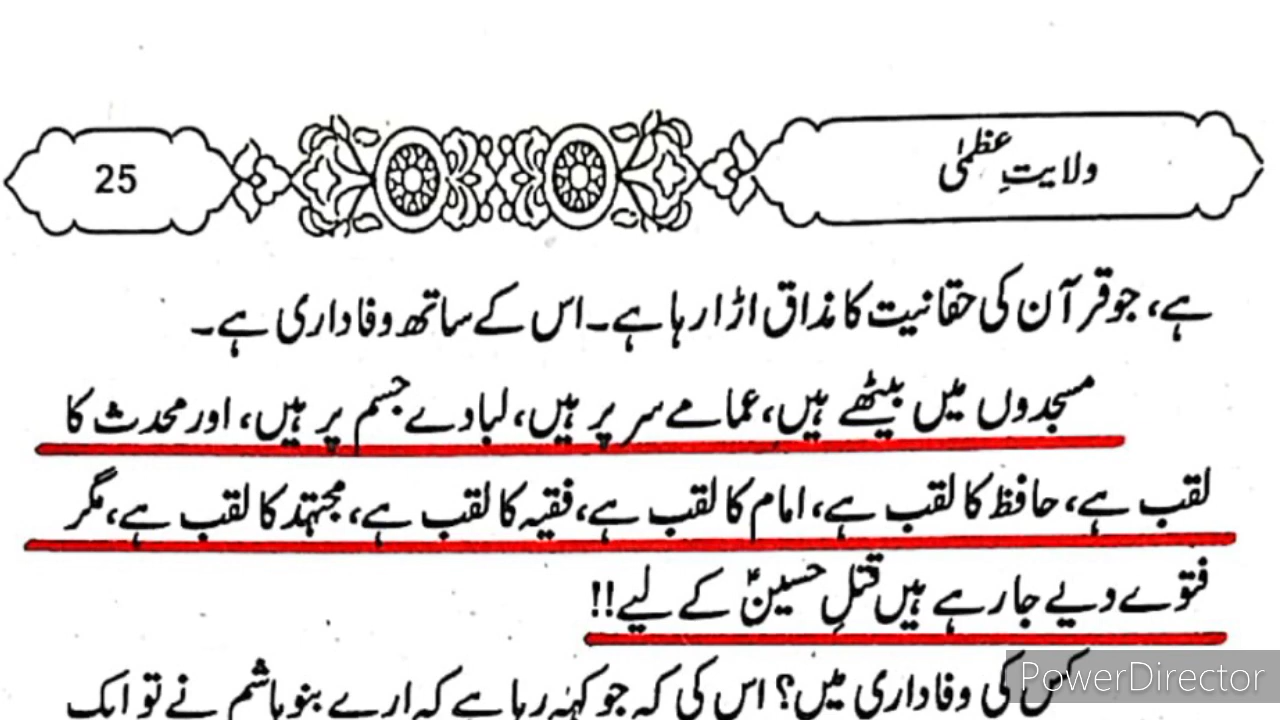 ولایتِ عظمٰی
25
ہے، جو قرآن کی حقانیت کا مذاق اڑا رہا ہے۔ اس کے ساتھ وفاداری ہے۔
مسجدوں میں بیٹھے ہیں، عمامے سر پر ہیں، لبادے جسم پر ہیں، اور محدث کا
لقب ہے، حافظ کا لقب ہے، امام کا لقب ہے، فقیہ کا لقب ہے، مجتہد کا لقب ہے، مگر
فتوے دیے جا رہے ہیں قتلِ حسینؑ کے لیے!!
کس کی وفاداری میں؟ اس کی کہ جو کہہ رہا ہے کہ ارے بنو ہاشم نے تو ایک
PowerDirector